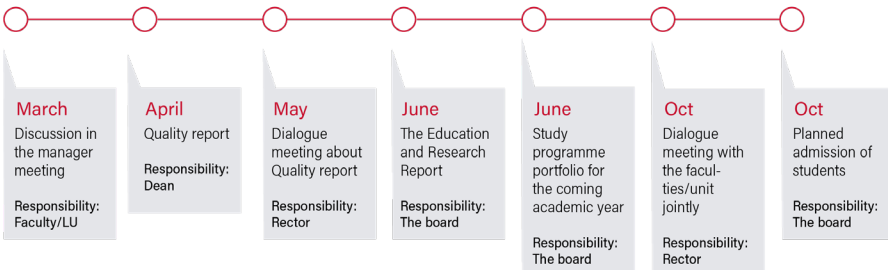 March
Discussion in
the manager
meeting
Responsibility:
Faculty/LU
April
Quality report
Responsibility:
Dean
May
Dialogue
meeting about
Quality report
Responsibility:
Rector
June
The Education
and Research
Report
Responsibility:
The board
June
Study
programme
portfolio for
the coming
academic year
Responsibility:
The board
Oct
Dialogue
meeting with
the facul-
ties/unit
jointly
Responsibility:
Rector
Oct
Planned
admission of
students
Responsibility:
The board